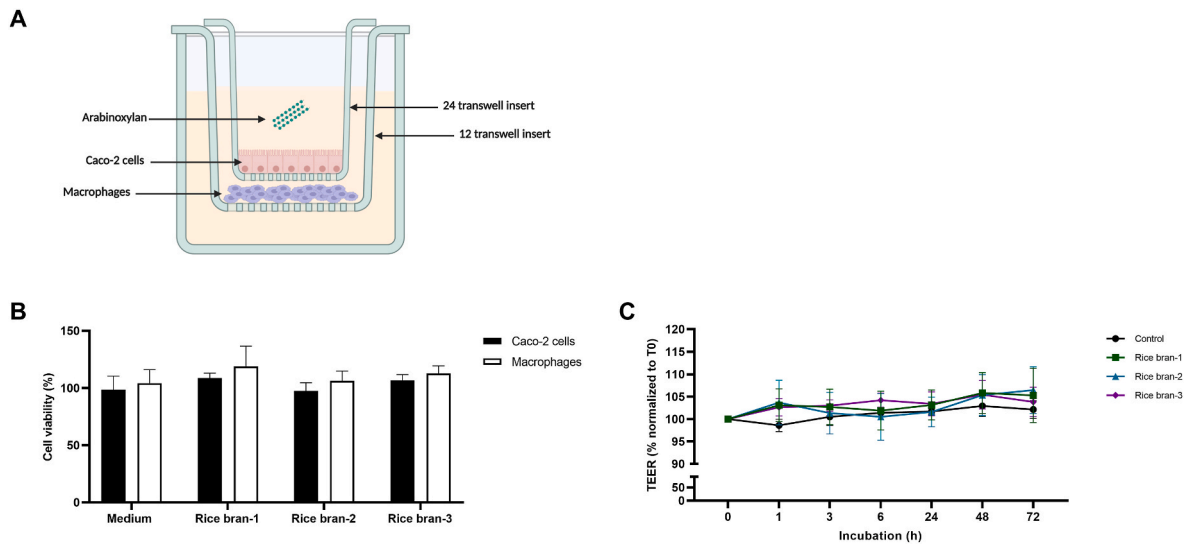 A
Arabinoxylan
Caco-2 cells
Macrophages
24 transwell insert
12 transwell insert
B
Cell viability (%)
150
100
50
0
Medium
Rice bran-1
Rice bran-2
Rice bran-3
Caco-2 cells
Macrophages
C
TEER (% normalized to T0)
120
115
110
105
100
95
90
50
0
0
1
3
6
24
48
72
Incubation (h)
Control
Rice bran-1
Rice bran-2
Rice bran-3